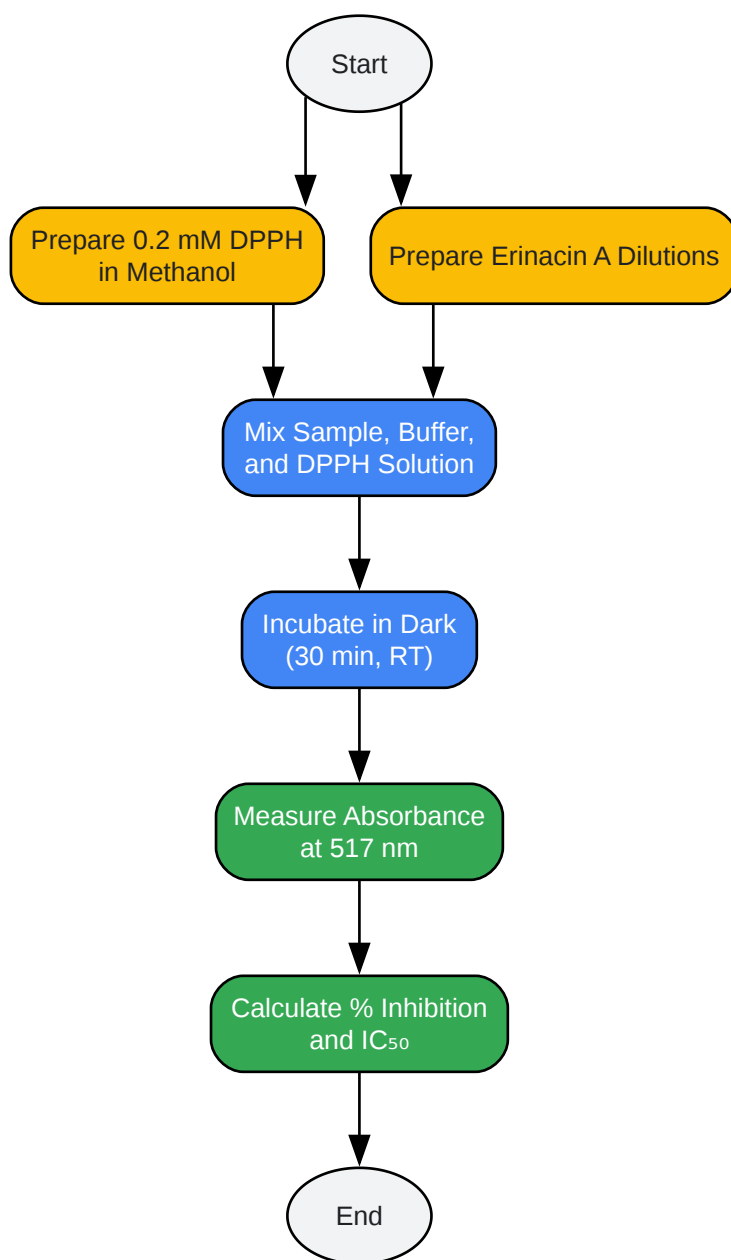 Start
Prepare 0.2 mM DPPH
in Methanol
Prepare Erinacin A Dilutions
Mix Sample, Buffer,
and DPPH Solution
Incubate in Dark
(30 min, RT)
Measure Absorbance
at 517 nm
Calculate % Inhibition
and IC₅₀
End